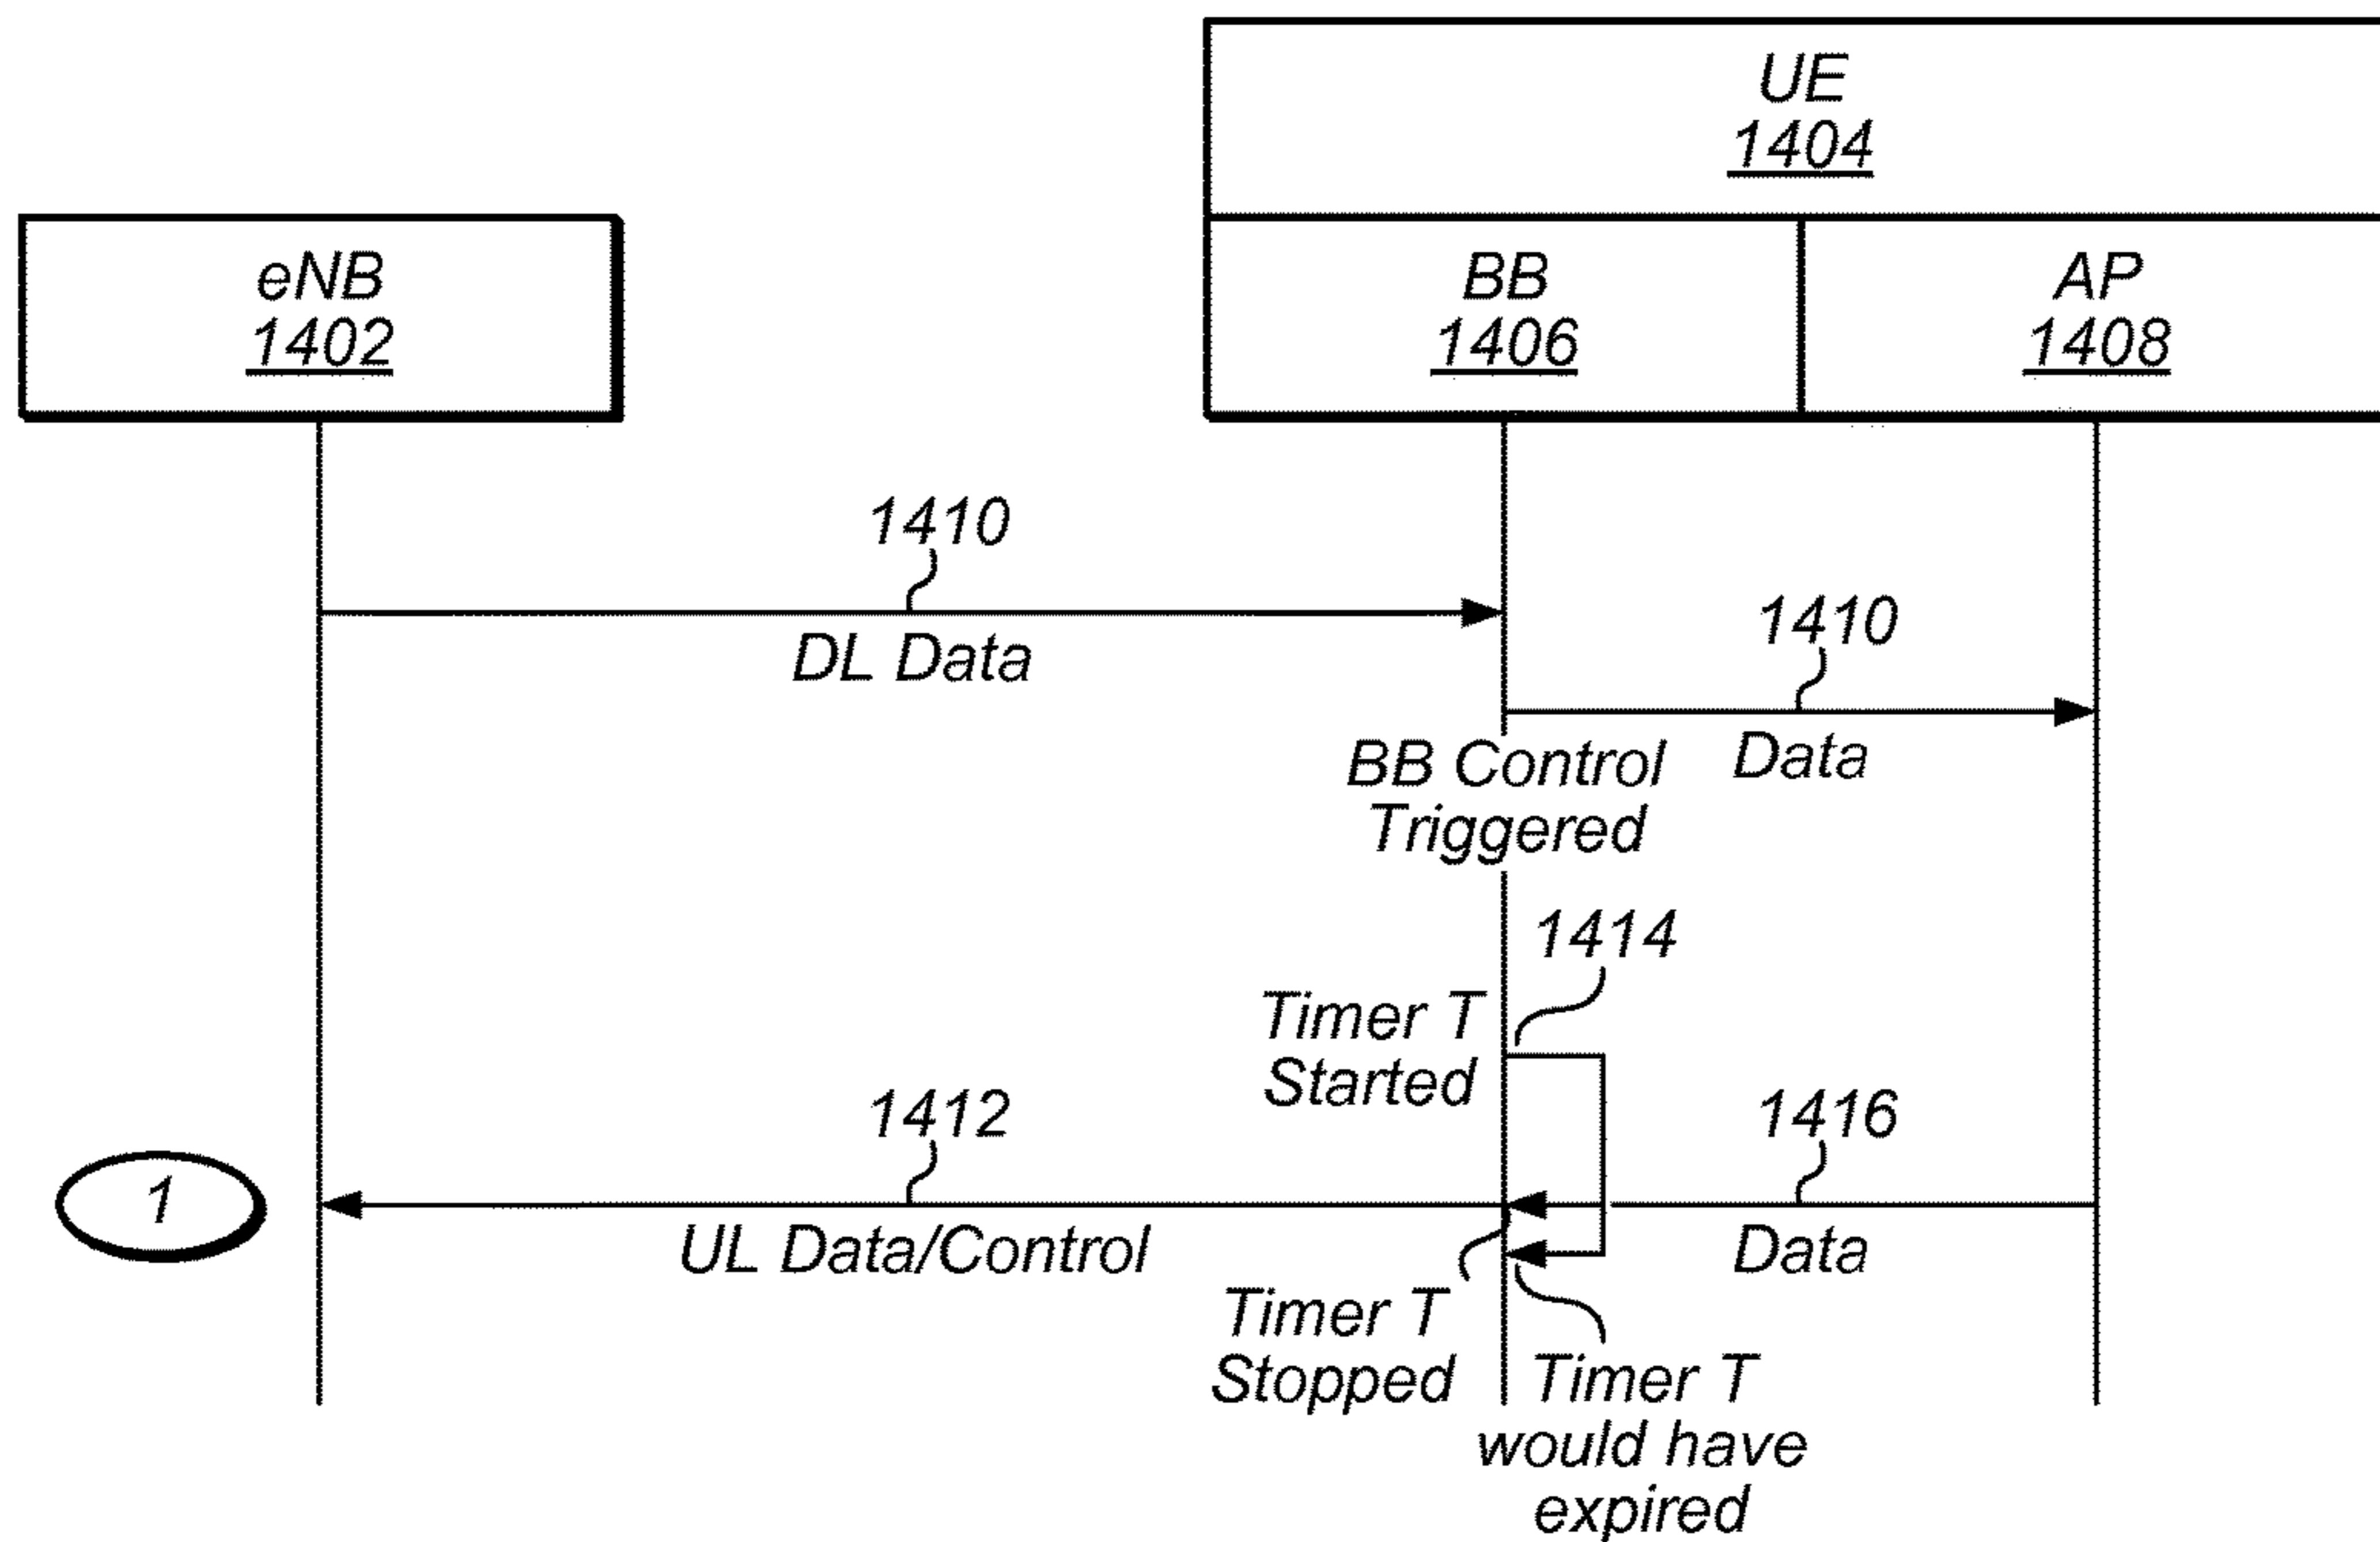 UE
1404
eNB
1402
BB
1406
AP
1408
1410
DL Data
1410
Data
BB Control
Triggered
1414
Timer T
Started
1412
1416
1
UL Data/Control
Data
Timer T
Stopped
Timer T
would have
expired